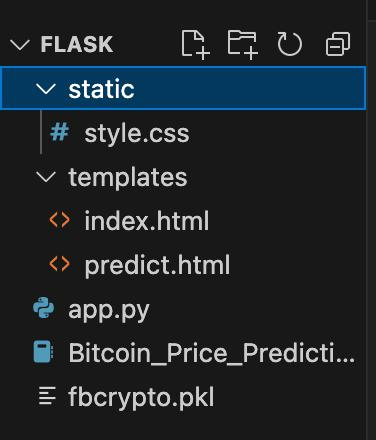 FLASK
static
style.css
templates
index.html
predict.html
app.py
Bitcoin_Price_Predicti...
fbcrypto.pkl